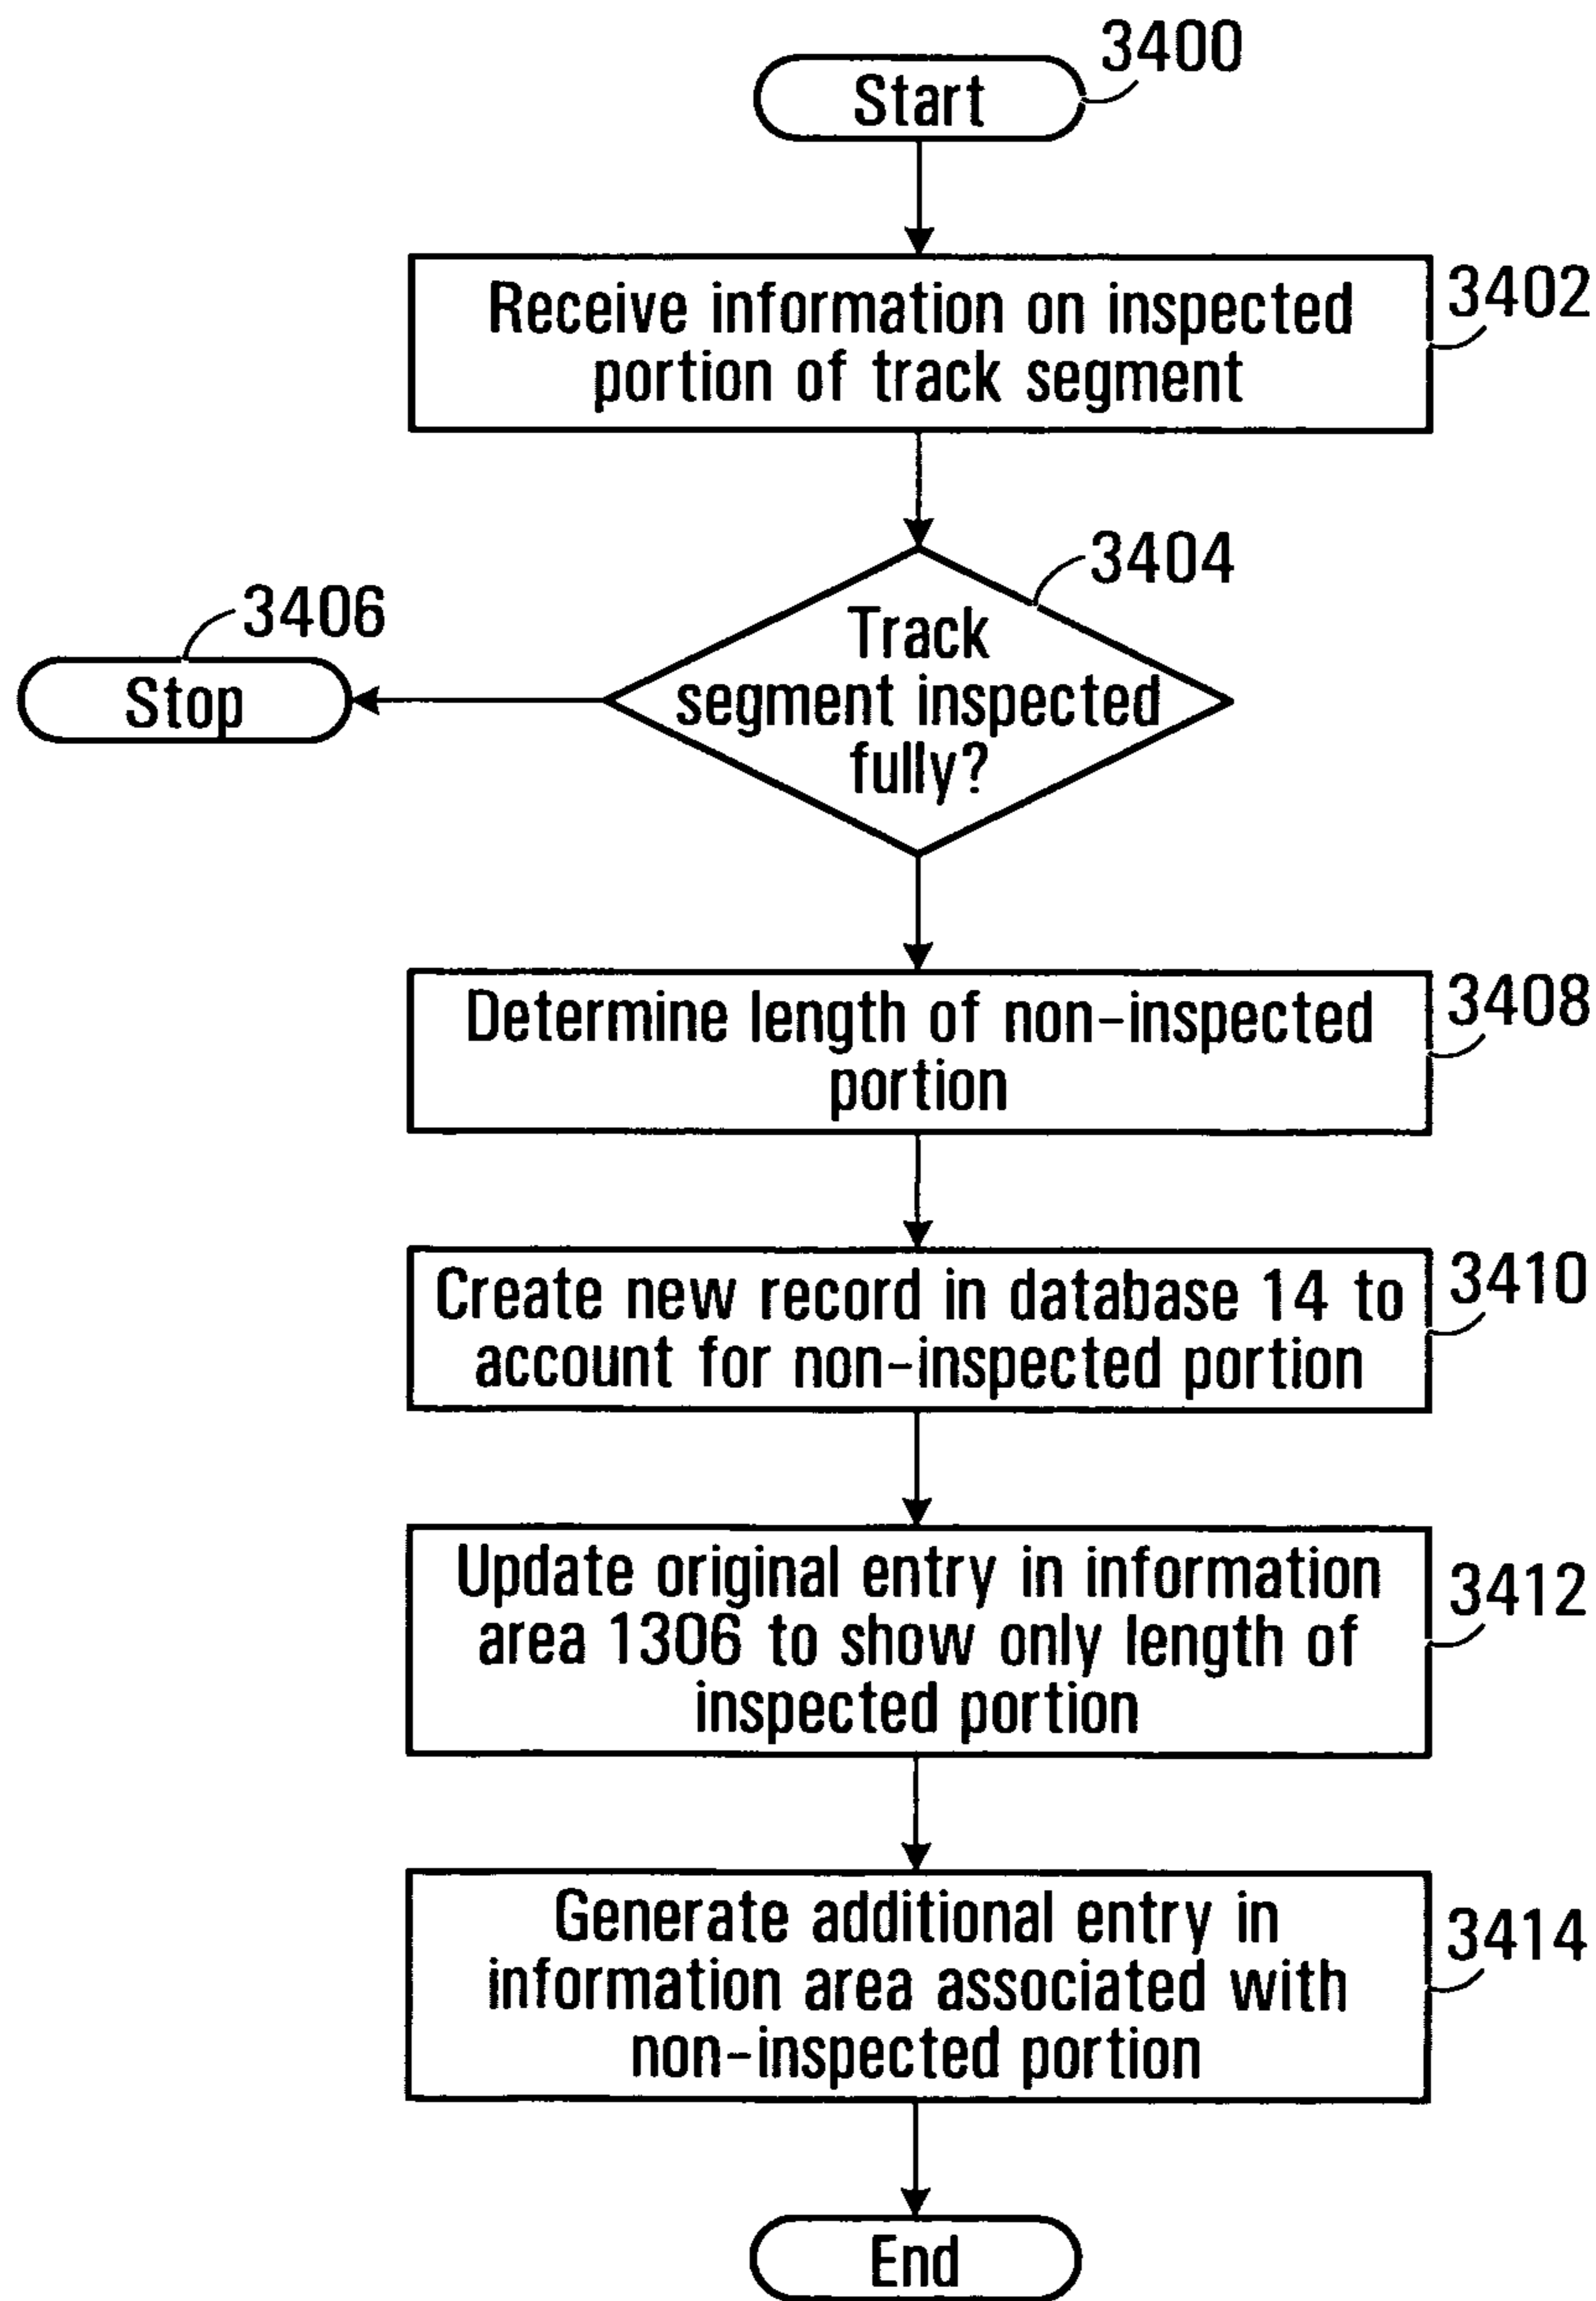 3400
Start
3402
Receive information on inspected
portion of track segment
3404
Track
segment inspected
fully?
3406
Stop
3408
Determine length of non-inspected
portion
3410
Create new record in database 14 to
account for non-inspected portion
3412
Update original entry in information
area 1306 to show only length of
inspected portion
3414
Generate additional entry in
information area associated with
non-inspected portion
End